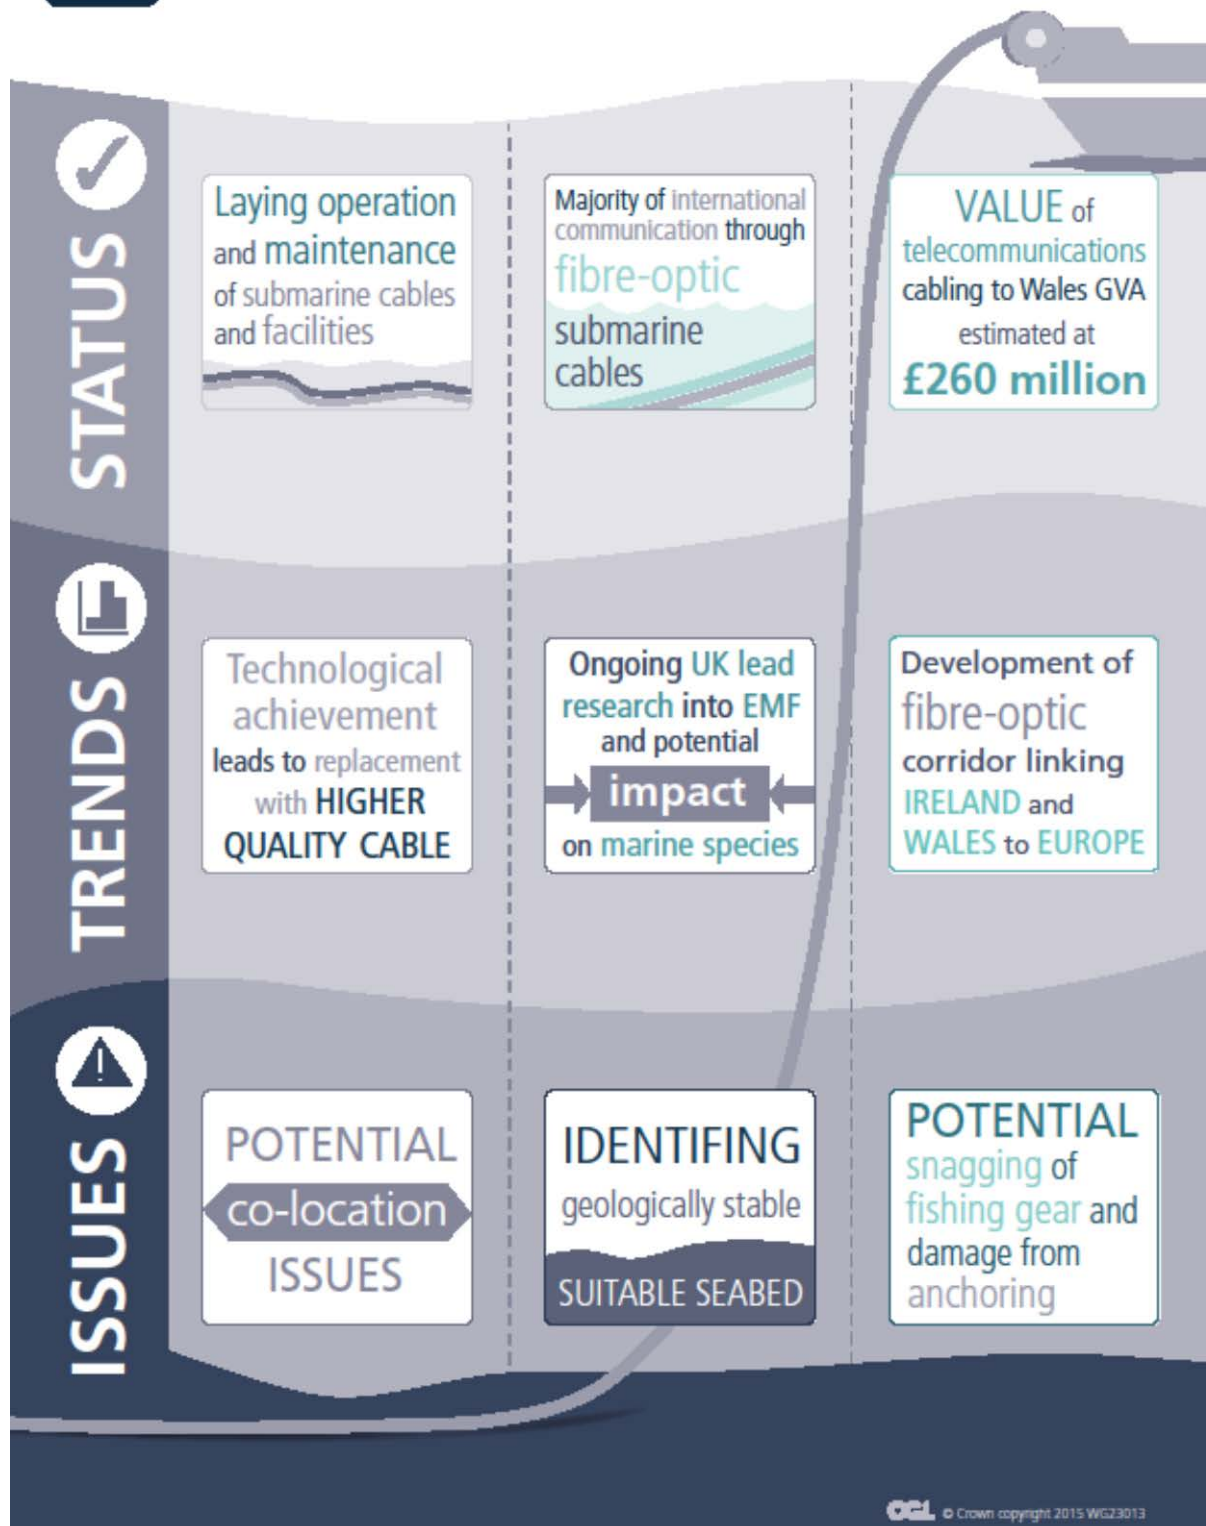 STATUS
Laying operation
and maintenance
of submarine cables
and facilities
Majority of international
communication through
fibre-optic
submarine
cables
VALUE of
telecommunications
cabling to Wales GVA
estimated at
£260 million
TRENDS
Technological
achievement
leads to replacement
with HIGHER
QUALITY CABLE
Ongoing UK lead
research into EMF
and potential
impact
on marine species
Development of
fibre-optic
corridor linking
IRELAND and
WALES to EUROPE
ISSUES
POTENTIAL
co-location
ISSUES
IDENTIFING
geologically stable
SUITABLE SEABED
POTENTIAL
snagging of
fishing gear and
damage from
anchoring
OGL © Crown copyright 2015 WG23013